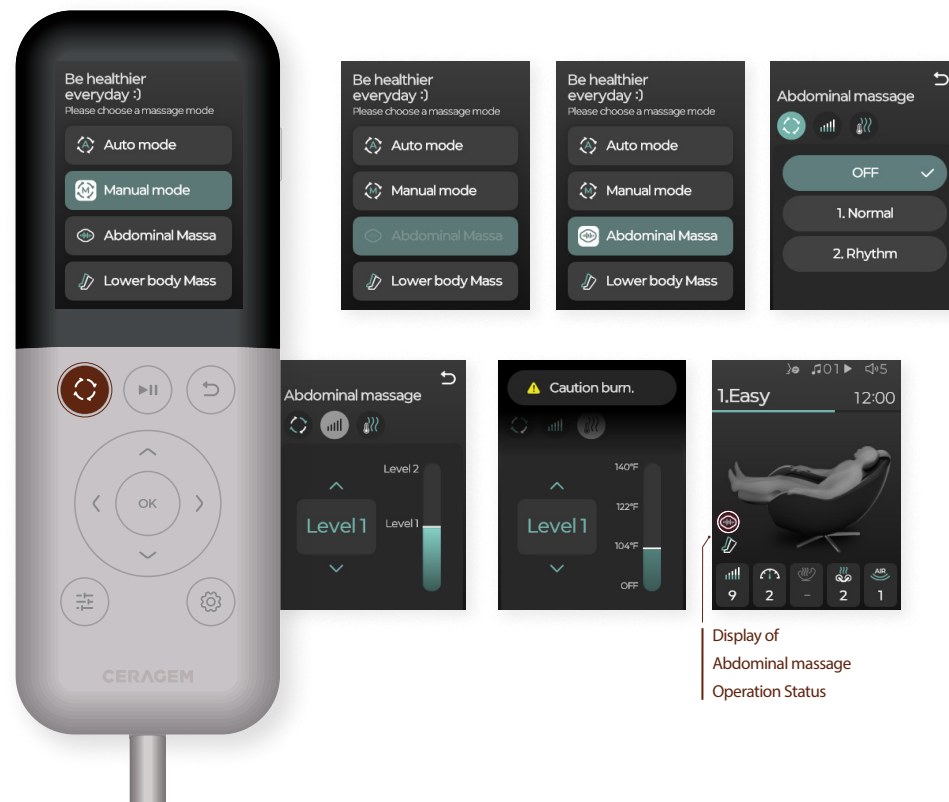 Be healthier
everyday :)
Please choose a massage mode
Auto mode
Manual mode
Abdominal Massa
Lower body Mass
OK
CERAGEM
Be healthier
everyday :)
Please choose a massage mode
Auto mode
Manual mode
Abdominal Massa
Lower body Mass
Be healthier
everyday :)
Please choose a massage mode
Auto mode
Manual mode
Abdominal Massa
Lower body Mass
Abdominal massage
OFF
1. Normal
2. Rhythm
Abdominal massage
Level 2
Level 1
Level 1
Caution burn.
140°F
122°F
Level 1
104°F
OFF
01 5
1.Easy 12:00
AIR
9 2 - 2 1
Display of
Abdominal massage
Operation Status